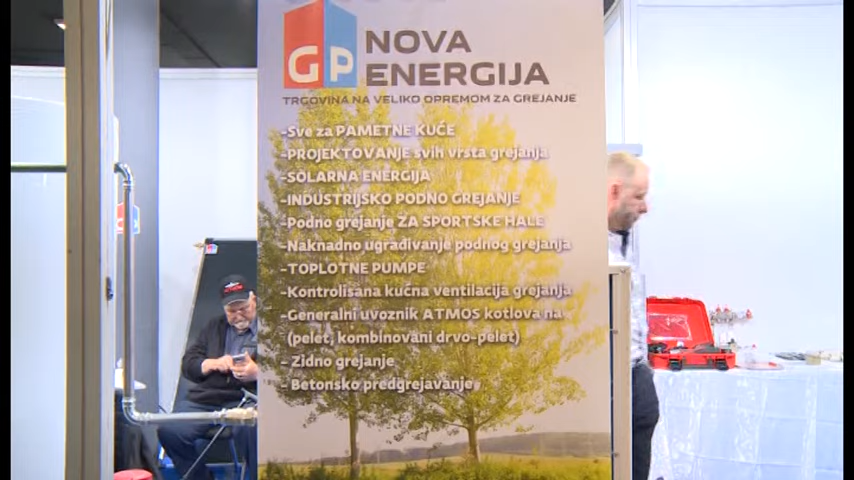 GP
NOVA
ENERGIJA
TRGOVINA NA VELIKO OPREMOM ZA GREJANJE
-Sve za PAMETNE KUĆE
-PROJEKTOVANJE svih vrsta grejanja
-SOLARNA ENERGIJA
-INDUSTRIJSKO PODNO GREJANJE
-Podno grejanje ZA SPORTSKE HALE
-Naknadno ugrađivanje podnog grejanja
-TOPLOTNE PUMPE
-Kontrolisana kućna ventilacija grejanja
-Generalni uvoznik ATMOS kotlova na
(pelet, kombinovani drvo-pelet)
- Zidno grejanje
- Betonsko predgrejavanje